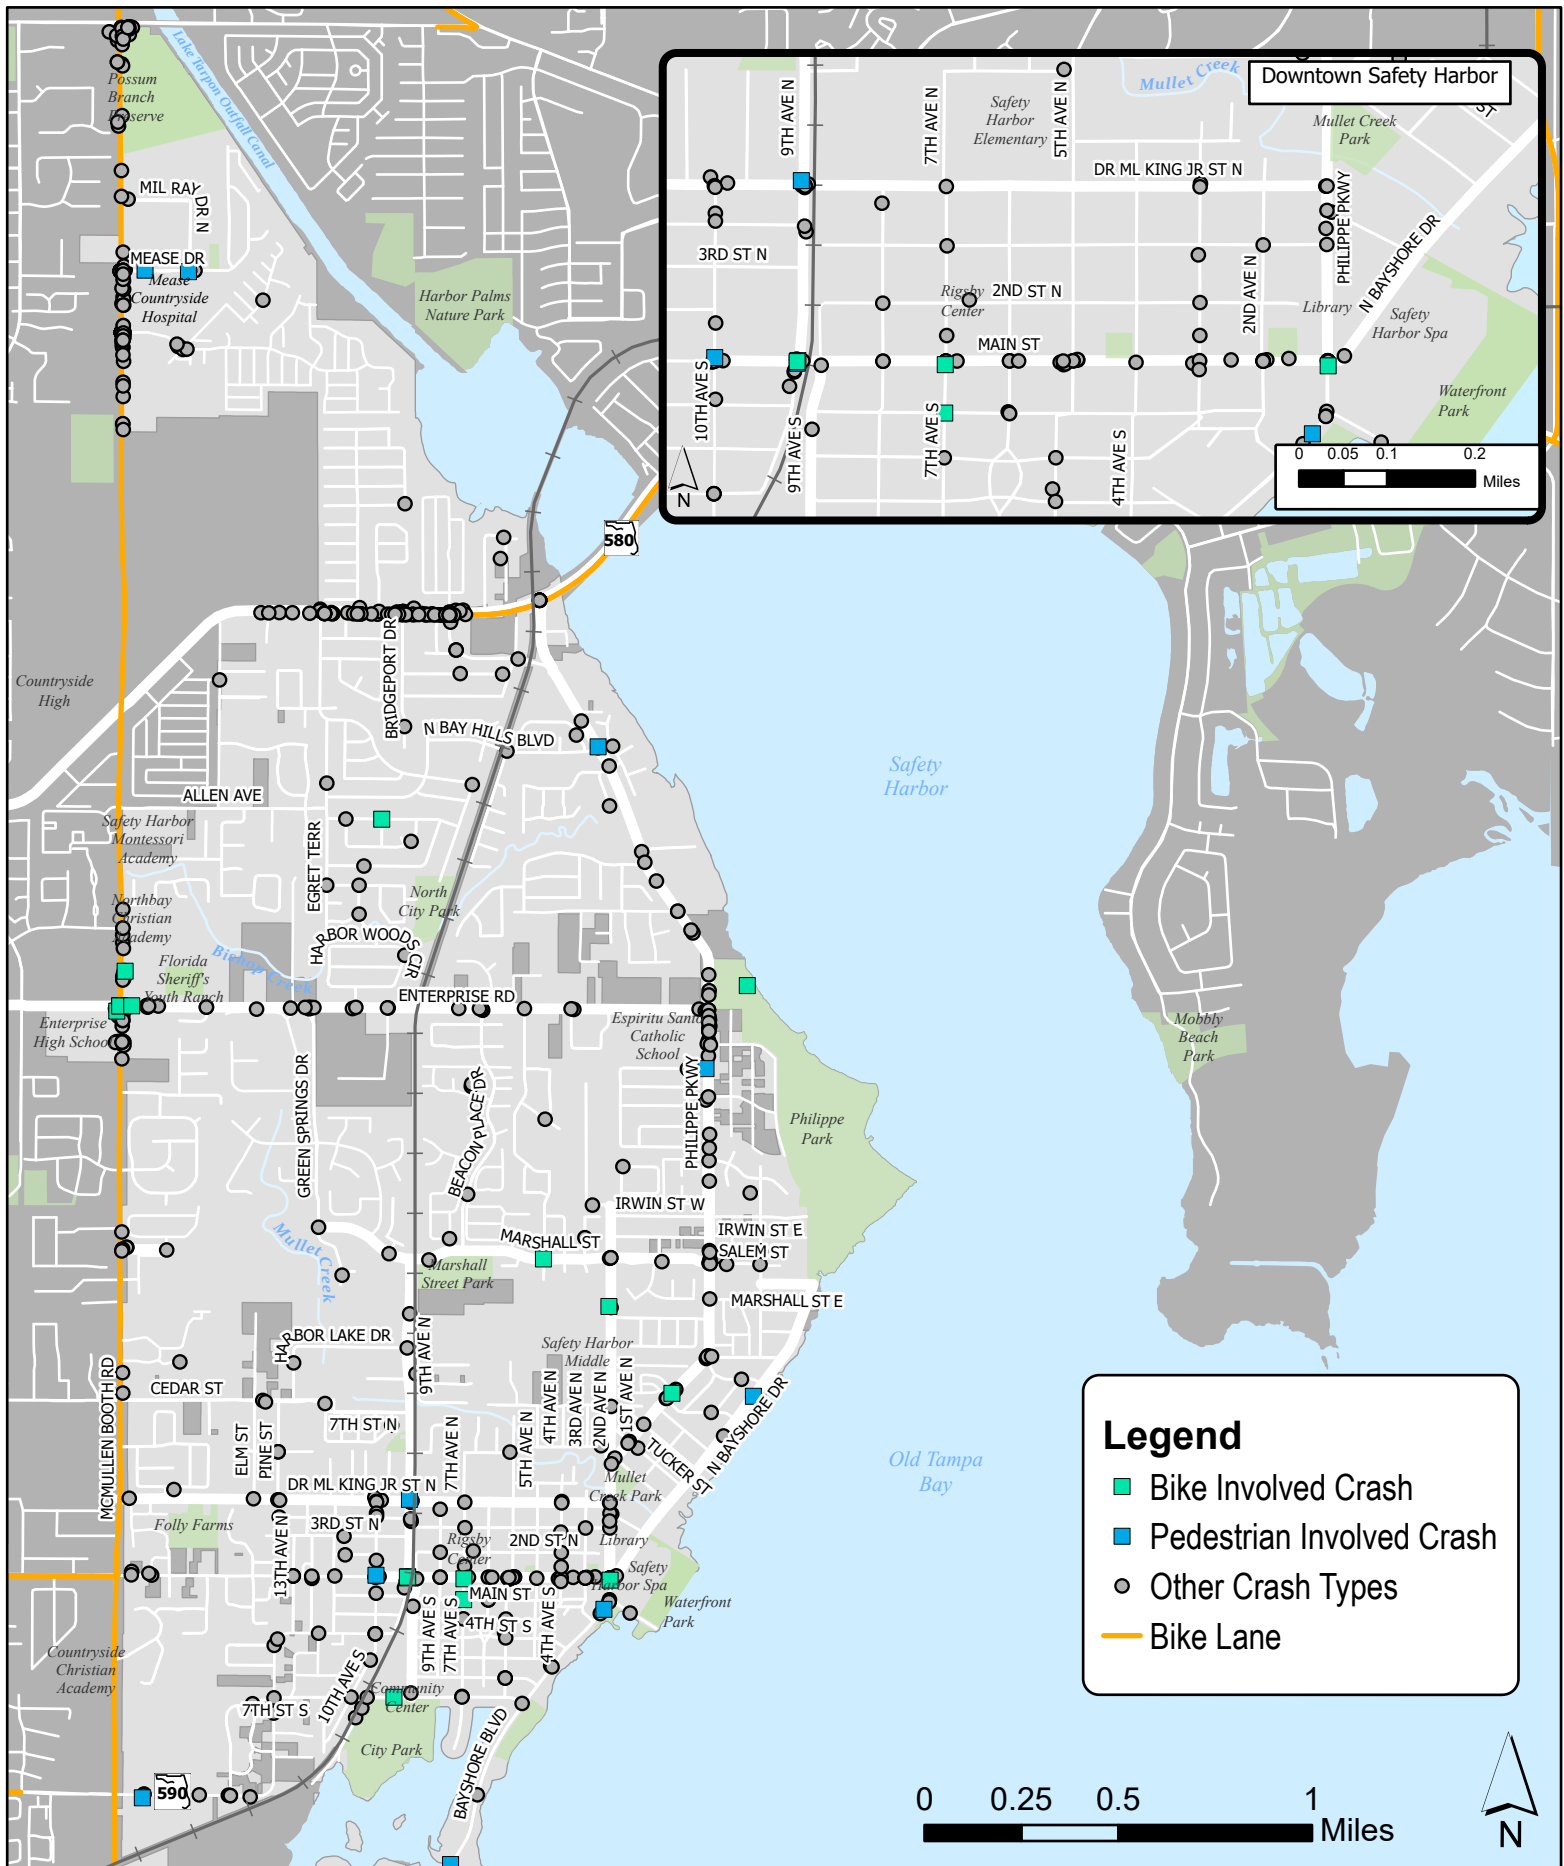 Lake Tarpon Outfall Canal
Possum
Branch
Preserve
MIL RAY DR N
MEASE DR
Mease
Countryside
Hospital
Harbor Palms
Nature Park
580
Downtown Safety Harbor
Mullet Creek
ST
9TH AVE N
7TH AVE N
Safety
Harbor
Elementary
5TH AVE N
Mullet Creek
Park
DR ML KING JR ST N
PHILIPPE PKWY
N BAYSHORE DR
3RD ST N
Rigsby
Center
2ND ST N
2ND AVE N
Library
Safety
Harbor Spa
MAIN ST
10TH AVE S
9TH AVE S
7TH AVE S
4TH AVE S
Waterfront
Park
N
0 0.05 0.1 0.2
Miles
Countryside
High
BRIDGEPORT DR
N BAY HILLS BLVD
Safety
Harbor
ALLEN AVE
Safety Harbor
Montessori
Academy
EGRET TERR
North
City Park
Northbay
Christian
Academy
HARBOR WOODS CIR
Bishop Creek
Florida
Sheriff's
Youth Ranch
ENTERPRISE RD
Enterprise
High School
Espiritu Santo
Catholic
School
Mobbly
Beach
Park
GREEN SPRINGS DR
BEACON PLACE DR
PHILIPPE PKWY
Philippe
Park
IRWIN ST W
IRWIN ST E
MARSHALL ST
SALEM ST
Mullet Creek
Marshall
Street Park
MARSHALL ST E
HARBOR LAKE DR
Safety Harbor
Middle
9TH AVE N
MCMULLEN BOOTH RD
CEDAR ST
7TH ST N
ELM ST
PINE ST
7TH AVE N
5TH AVE N
4TH AVE N
3RD AVE N
2ND AVE N
1ST AVE N
TUCKER ST
N BAYSHORE DR
Old Tampa
Bay
DR ML KING JR ST N
Mullet
Creek Park
Folly Farms
13TH AVE N
3RD ST N
Rigsby
Center
2ND ST N
Library
Safety
Harbor Spa
MAIN ST
Waterfront
Park
4TH ST S
9TH AVE S
7TH AVE S
4TH AVE S
Countryside
Christian
Academy
10TH AVE S
Community
Center
7TH ST S
City Park
BAYSHORE BLVD
590
Legend
Bike Involved Crash
Pedestrian Involved Crash
Other Crash Types
Bike Lane
0 0.25 0.5 1
Miles
N